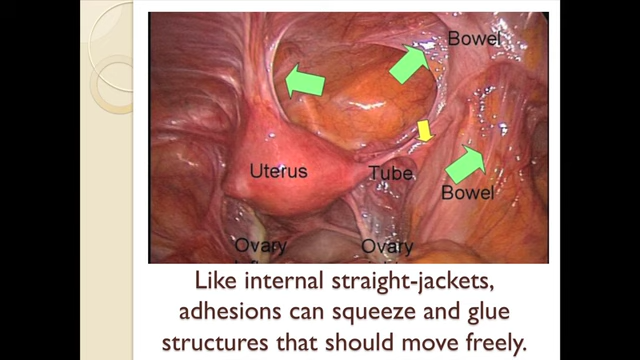 Bowel
Uterus
Tube
Bowel
Ovary
Ovary
Like internal straight-jackets,
adhesions can squeeze and glue
structures that should move freely.